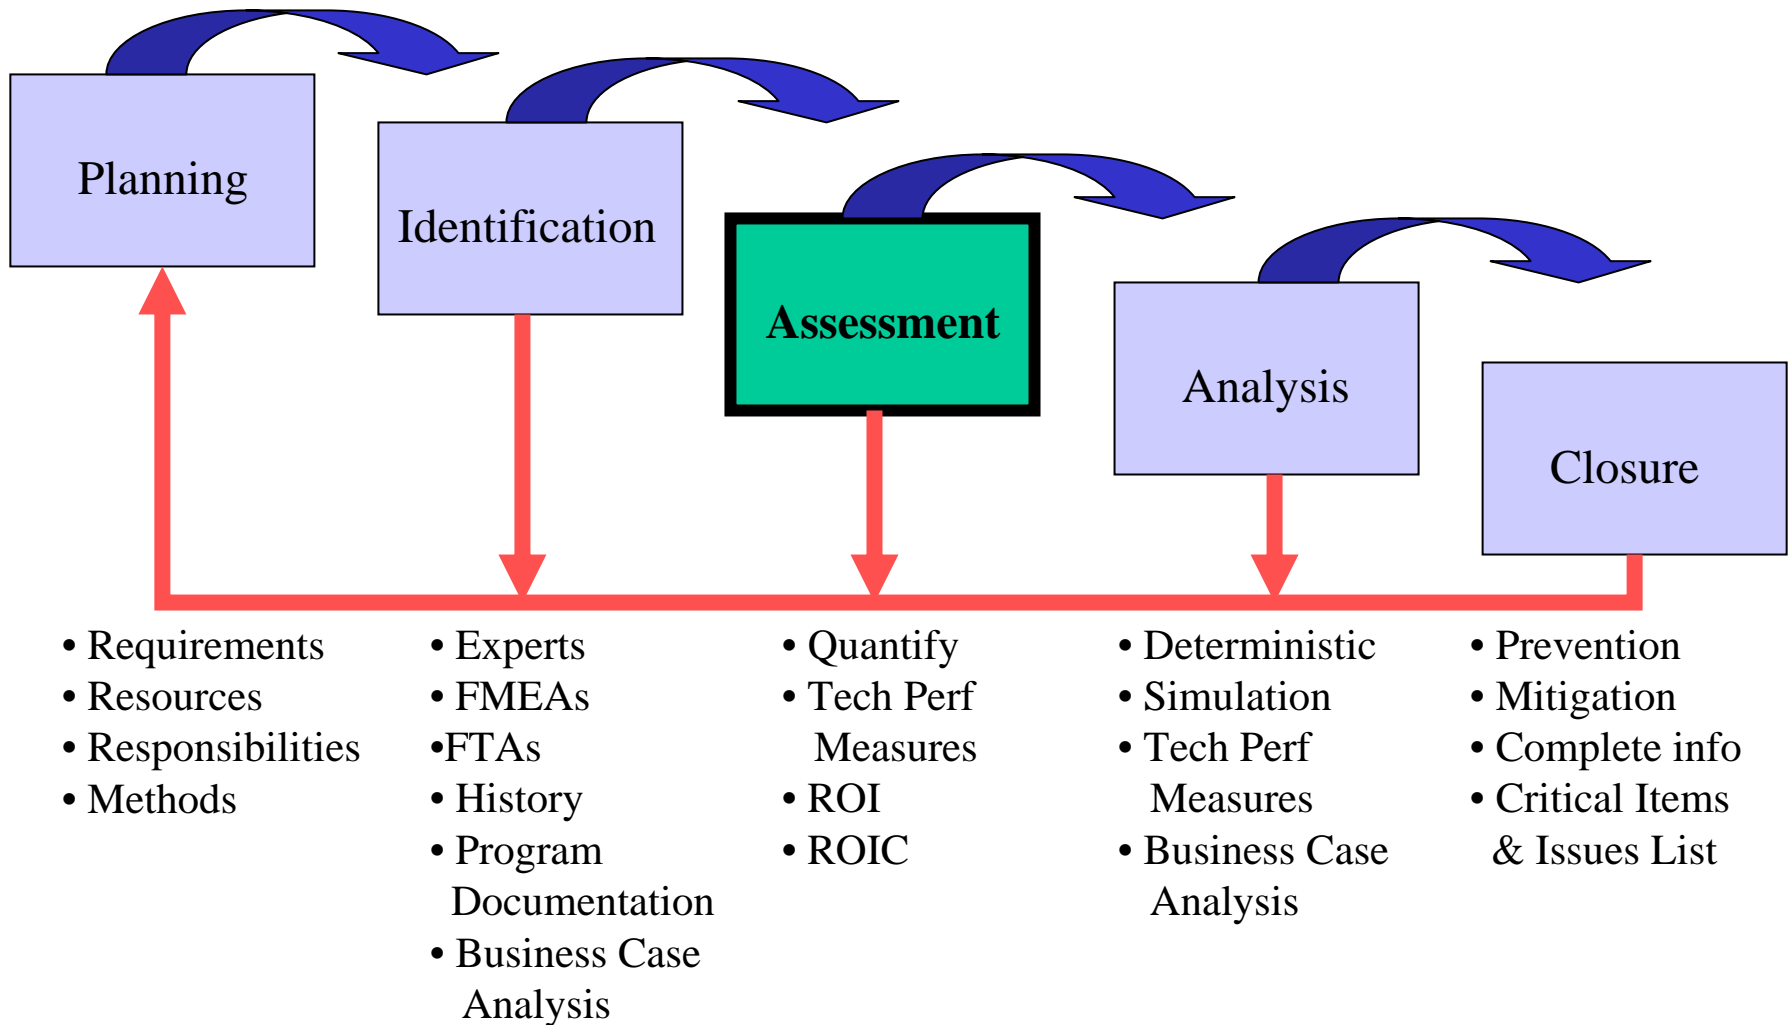 Planning
Identification
Assessment
Analysis
Closure
• Requirements
• Resources
• Responsibilities
• Methods
• Experts
• FMEAs
•FTAs
• History
• Program
Documentation
• Business Case
Analysis
• Quantify
• Tech Perf
Measures
• ROI
• ROIC
• Deterministic
• Simulation
• Tech Perf
Measures
• Business Case
Analysis
• Prevention
• Mitigation
• Complete info
• Critical Items
& Issues List